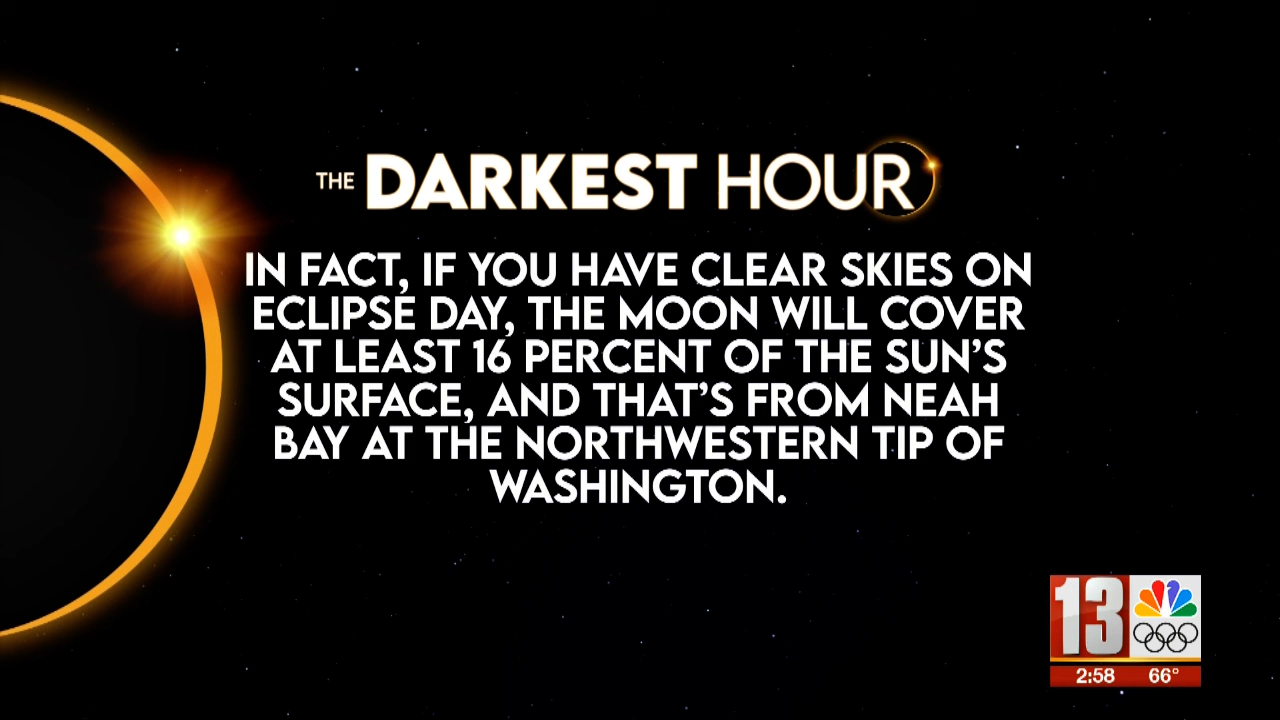 THE DARKEST HOUR
IN FACT, IF YOU HAVE CLEAR SKIES ON
ECLIPSE DAY, THE MOON WILL COVER
AT LEAST 16 PERCENT OF THE SUN'S
SURFACE, AND THAT'S FROM NEAH
BAY AT THE NORTHWESTERN TIP OF
WASHINGTON.
13
2:58 66°